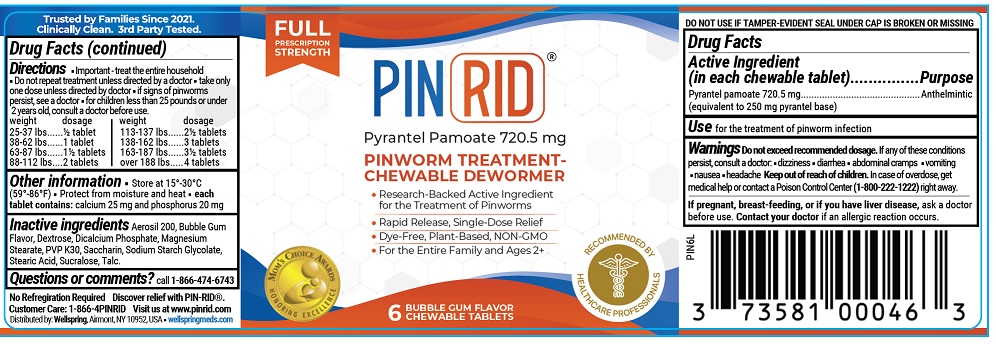 Trusted by Families Since 2021.
Clinically Clean. 3rd Party Tested.
Drug Facts (continued)
Directions ▪ Important - treat the entire household
▪ Do not repeat treatment unless directed by a doctor ▪ take only
one dose unless directed by doctor ▪ if signs of pinworms
persist, see a doctor ▪ for children less than 25 pounds or under
2 years old, consult a doctor before use.
weight dosage weight dosage
25-37 lbs......½ tablet 113-137 lbs......2½ tablets
38-62 lbs......1 tablet 138-162 lbs......3 tablets
63-87 lbs......1½ tablets 163-187 lbs......3½ tablets
88-112 lbs....2 tablets over 188 lbs.....4 tablets
Other information ▪ Store at 15°-30°C
(59°-86°F) ▪ Protect from moisture and heat ▪ each
tablet contains: calcium 25 mg and phosphorus 20 mg
Inactive ingredients Aerosil 200, Bubble Gum
Flavor, Dextrose, Dicalcium Phosphate, Magnesium
Stearate, PVP K30, Saccharin, Sodium Starch Glycolate,
Stearic Acid, Sucralose, Talc.
Questions or comments? call 1-866-474-6743
No Refregiration Required Discover relief with PIN-RID®.
Customer Care: 1-866-4PINRID Visit us at www.pinrid.com
Distributed by: Wellspring, Airmont, NY 10952, USA • wellspringmeds.com
FULL
PRESCRIPTION
STRENGTH
PIN RID®
Pyrantel Pamoate 720.5 mg
PINWORM TREATMENT-
CHEWABLE DEWORMER
• Research-Backed Active Ingredient
for the Treatment of Pinworms
• Rapid Release, Single-Dose Relief
• Dye-Free, Plant-Based, NON-GMO
• For the Entire Family and Ages 2+
MOM'S CHOICE AWARDS
HONORING EXCELLENCE
RECOMMENDED BY
HEALTHCARE PROFESSIONALS
6 BUBBLE GUM FLAVOR
CHEWABLE TABLETS
DO NOT USE IF TAMPER-EVIDENT SEAL UNDER CAP IS BROKEN OR MISSING
Drug Facts
Active Ingredient
(in each chewable tablet)...............Purpose
Pyrantel pamoate 720.5 mg..............................................Anthelmintic
(equivalent to 250 mg pyrantel base)
Use for the treatment of pinworm infection
Warnings Do not exceed recommended dosage. If any of these conditions
persist, consult a doctor: ▪ dizziness ▪ diarrhea ▪ abdominal cramps ▪ vomiting
▪ nausea ▪ headache Keep out of reach of children. In case of overdose, get
medical help or contact a Poison Control Center (1-800-222-1222) right away.
If pregnant, breast-feeding, or if you have liver disease, ask a doctor
before use. Contact your doctor if an allergic reaction occurs.
PIN6L
3 73581 00046 3